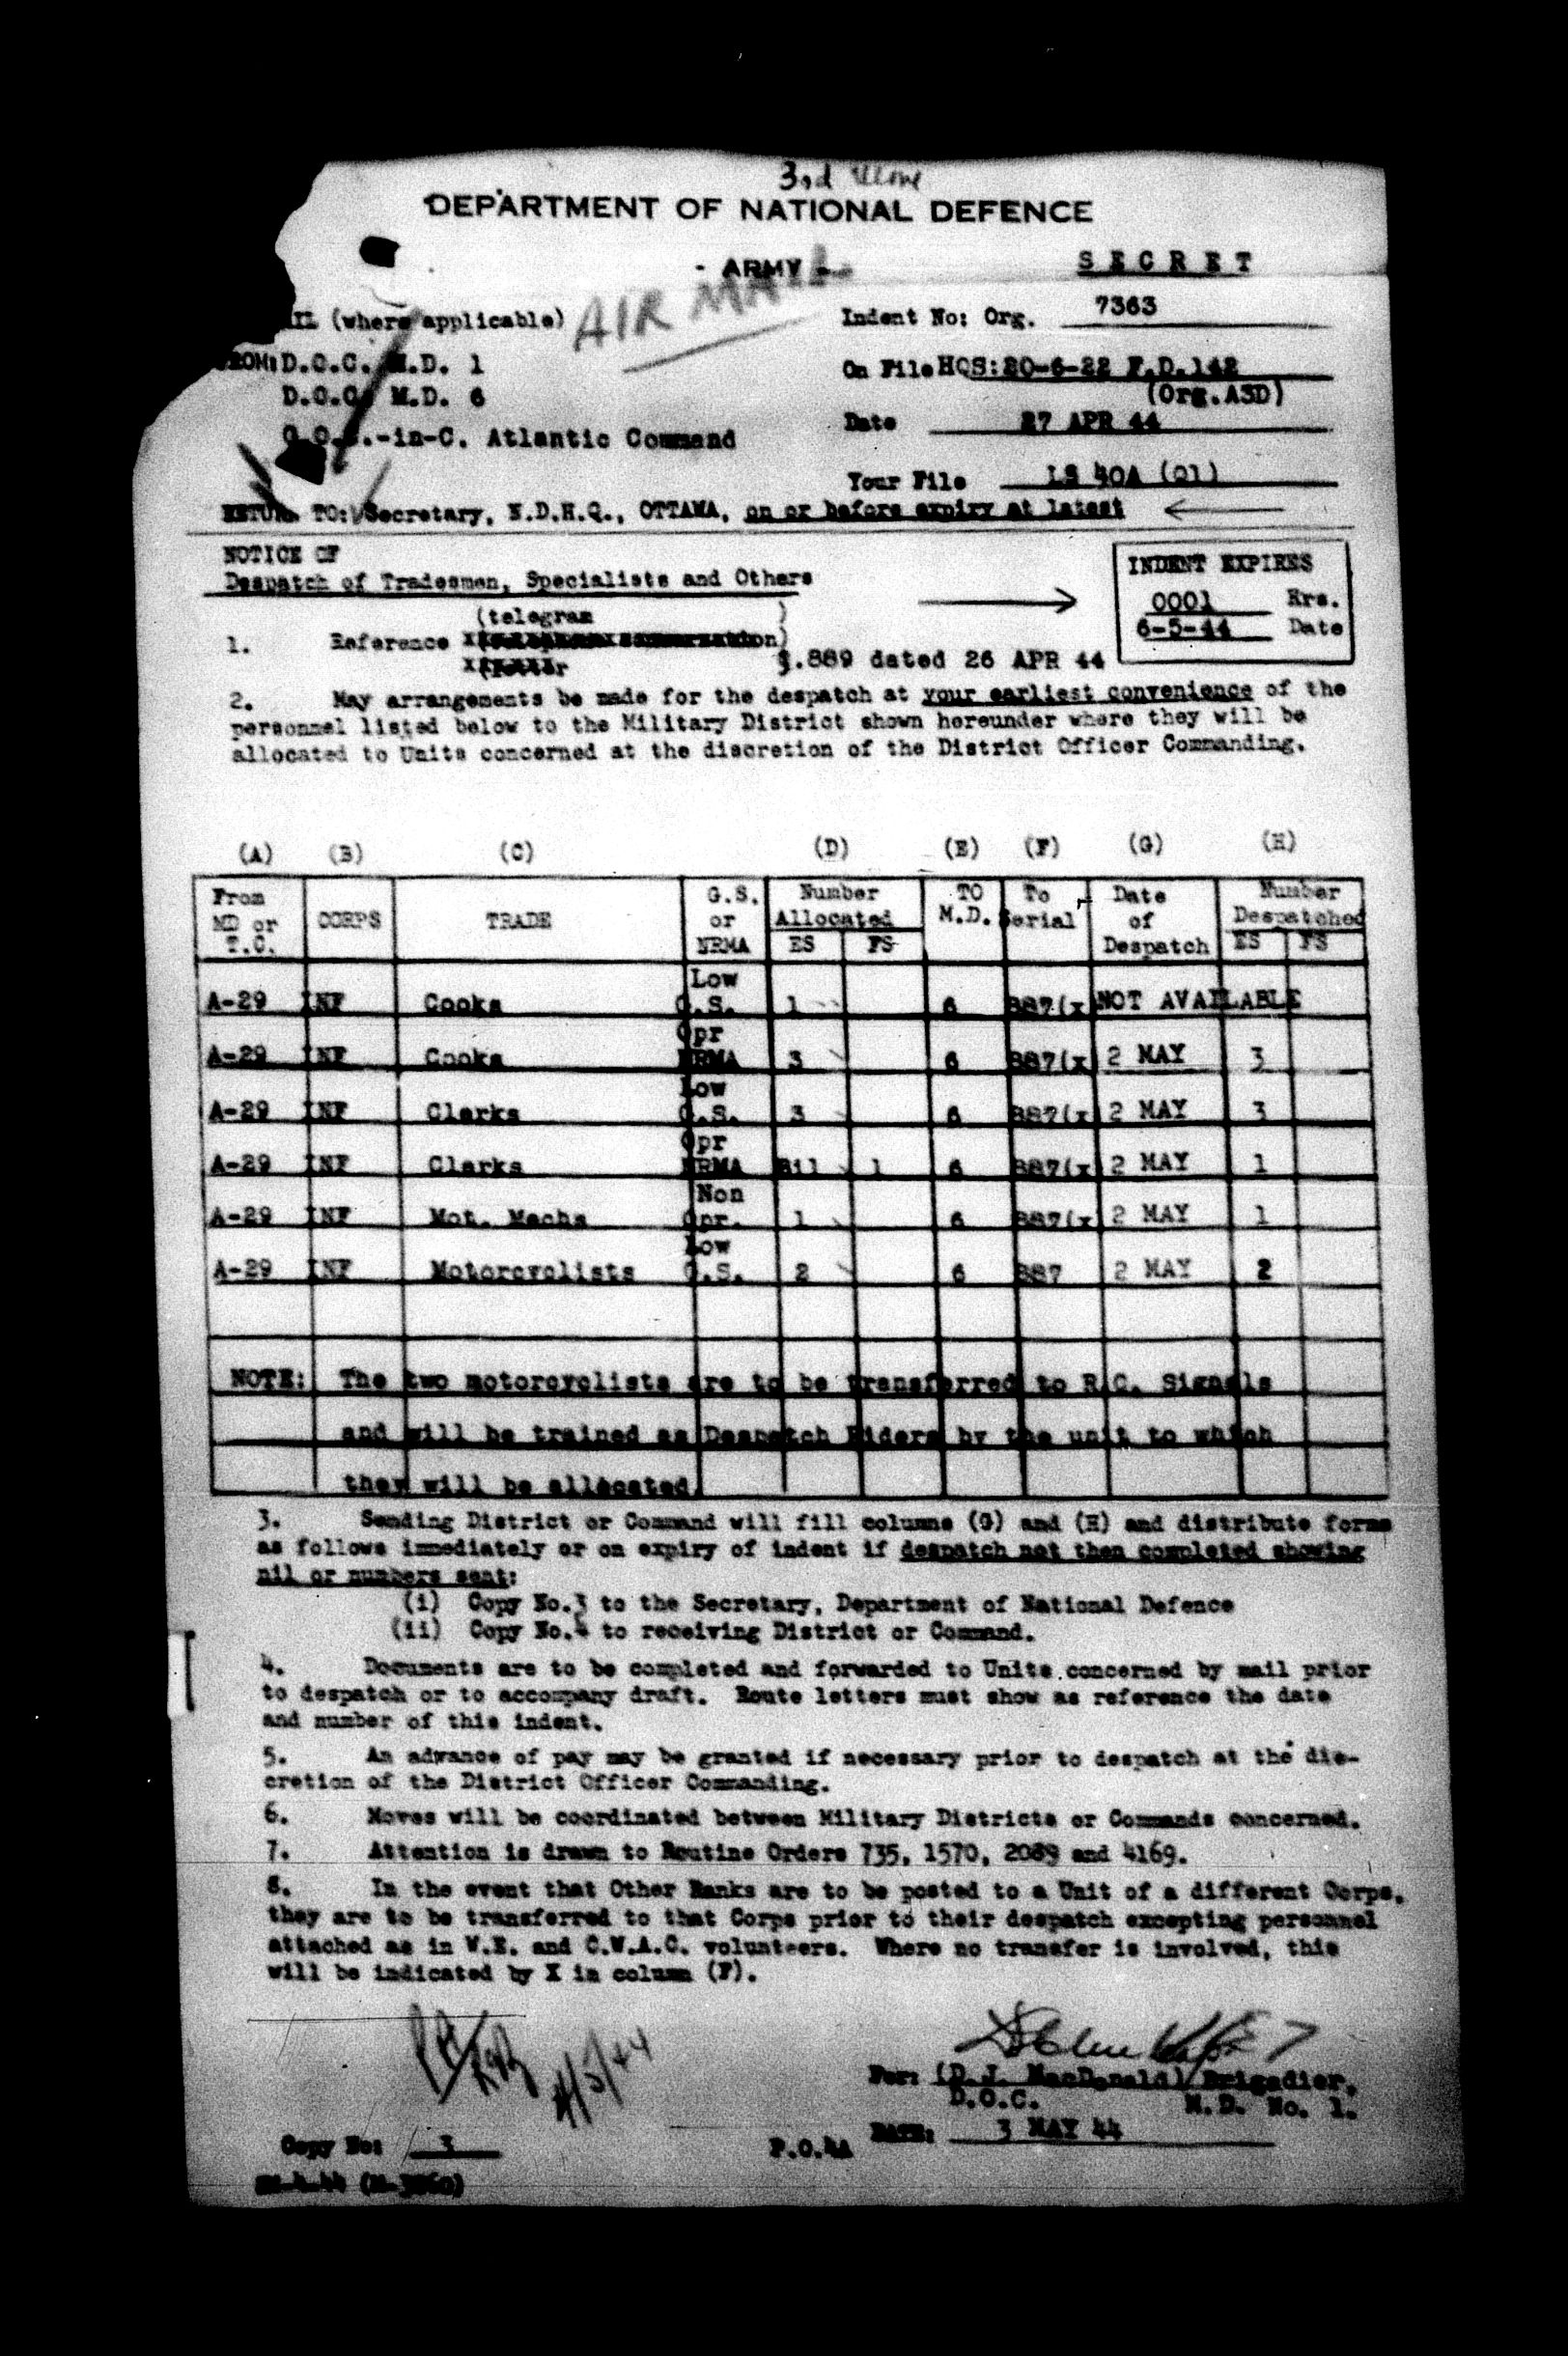 3rd
DEPARTMENT OF NATIONAL DEFENCE
- ARMY -
SECRET
AIR MAIL
(where applicable)
Indent No: Org. 7363
ROM: D.O.C. M.D. 1
On File HQS: 20-6-22 F.D.142
D.O.C. M.D. 6
(Org.A3D)
G.O.C.-in-C. Atlantic Command
Date 27 APR 44
Your File LS 40A (O1)
RETURN TO: Secretary, N.D.H.Q., OTTAWA, on or before expiry at latest
NOTICE OF
Despatch of Tradesmen, Specialists and Others
INDENT EXPIRES
0001 Hrs.
6-5-44 Date
(telegram )
1. Reference
.889 dated 26 APR 44
2. May arrangements be made for the despatch at your earliest convenience of the
personnel listed below to the Military District shown hereunder where they will be
allocated to Units concerned at the discretion of the District Officer Commanding.
(A) (B) (C) (D) (E) (F) (G) (H)
From MD or T.C. CORPS TRADE G.S. or NRMA Number Allocated ES FS TO M.D. To Serial Date of Despatch Number Despatched ES FS
A-29 INF Cooks Low G.S. 1 6 887(x NOT AVAILABLE
A-29 INF Cooks Opr NRMA 3 6 887(x 2 MAY 3
A-29 INF Clerks Low G.S. 3 6 887(x 2 MAY 3
A-29 INF Clerks Opr NRMA Nil 1 6 887(x 2 MAY 1
A-29 INF Mot. Mechs Non Opr. 1 6 887(x 2 MAY 1
A-29 INF Motorcyclists Low G.S. 2 6 887 2 MAY 2
NOTE: The two motorcyclists are to be transferred to R.C. Signals
and will be trained as Despatch Riders by the unit to which
they will be allocated.
3. Sending District or Command will fill columns (G) and (H) and distribute forms
as follows immediately or on expiry of indent if despatch not then completed showing
nil or numbers sent:
(i) Copy No.3 to the Secretary, Department of National Defence
(ii) Copy No.4 to receiving District or Command.
4. Documents are to be completed and forwarded to Units concerned by mail prior
to despatch or to accompany draft. Route letters must show as reference the date
and number of this indent.
5. An advance of pay may be granted if necessary prior to despatch at the dis-
cretion of the District Officer Commanding.
6. Moves will be coordinated between Military Districts or Commands concerned.
7. Attention is drawn to Routine Orders 735, 1570, 2089 and 4169.
8. In the event that Other Ranks are to be posted to a Unit of a different Corps,
they are to be transferred to that Corps prior to their despatch excepting personnel
attached as in W.E. and C.W.A.C. volunteers. Where no transfer is involved, this
will be indicated by X in column (F).
4/5/44
For: (D.J. MacDonald) Brigadier,
D.O.C. M.D. No. 1.
DATE: 3 MAY 44
Copy No: 3
P.O.4A